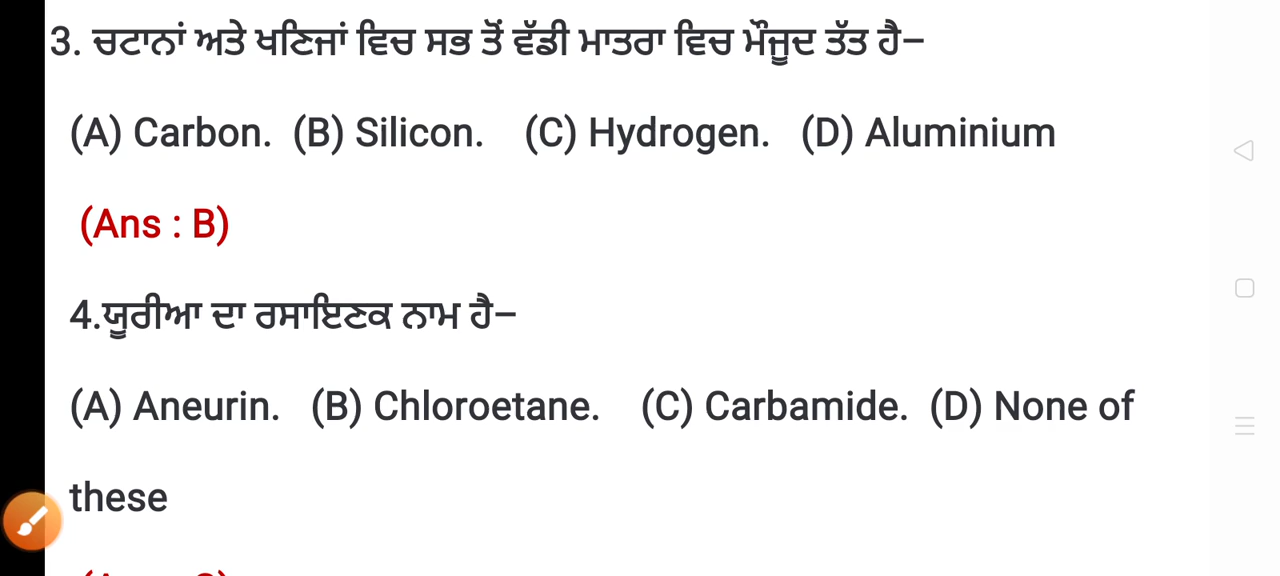 3. ਚਟਾਨਾਂ ਅਤੇ ਖਣਿਜਾਂ ਵਿਚ ਸਭ ਤੋਂ ਵੱਡੀ ਮਾਤਰਾ ਵਿਚ ਮੌਜੂਦ ਤੱਤ ਹੈ–
(A) Carbon. (B) Silicon. (C) Hydrogen. (D) Aluminium
(Ans : B)
4.ਯੂਰੀਆ ਦਾ ਰਸਾਇਣਕ ਨਾਮ ਹੈ–
(A) Aneurin. (B) Chloroetane. (C) Carbamide. (D) None of
these